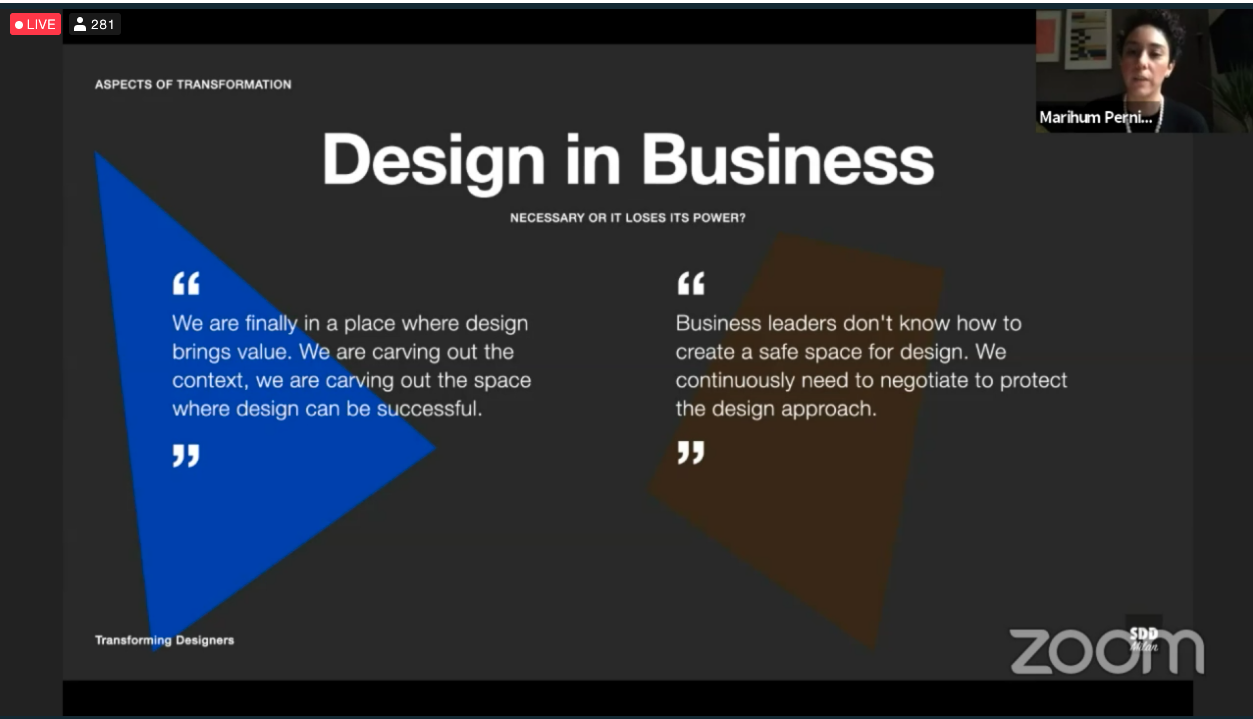 LIVE
281
Marihum Perni...
ASPECTS OF TRANSFORMATION
Design in Business
NECESSARY OR IT LOSES ITS POWER?
“
We are finally in a place where design
brings value. We are carving out the
context, we are carving out the space
where design can be successful.
”
“
Business leaders don't know how to
create a safe space for design. We
continuously need to negotiate to protect
the design approach.
”
Transforming Designers
SDD
Milan
zoom